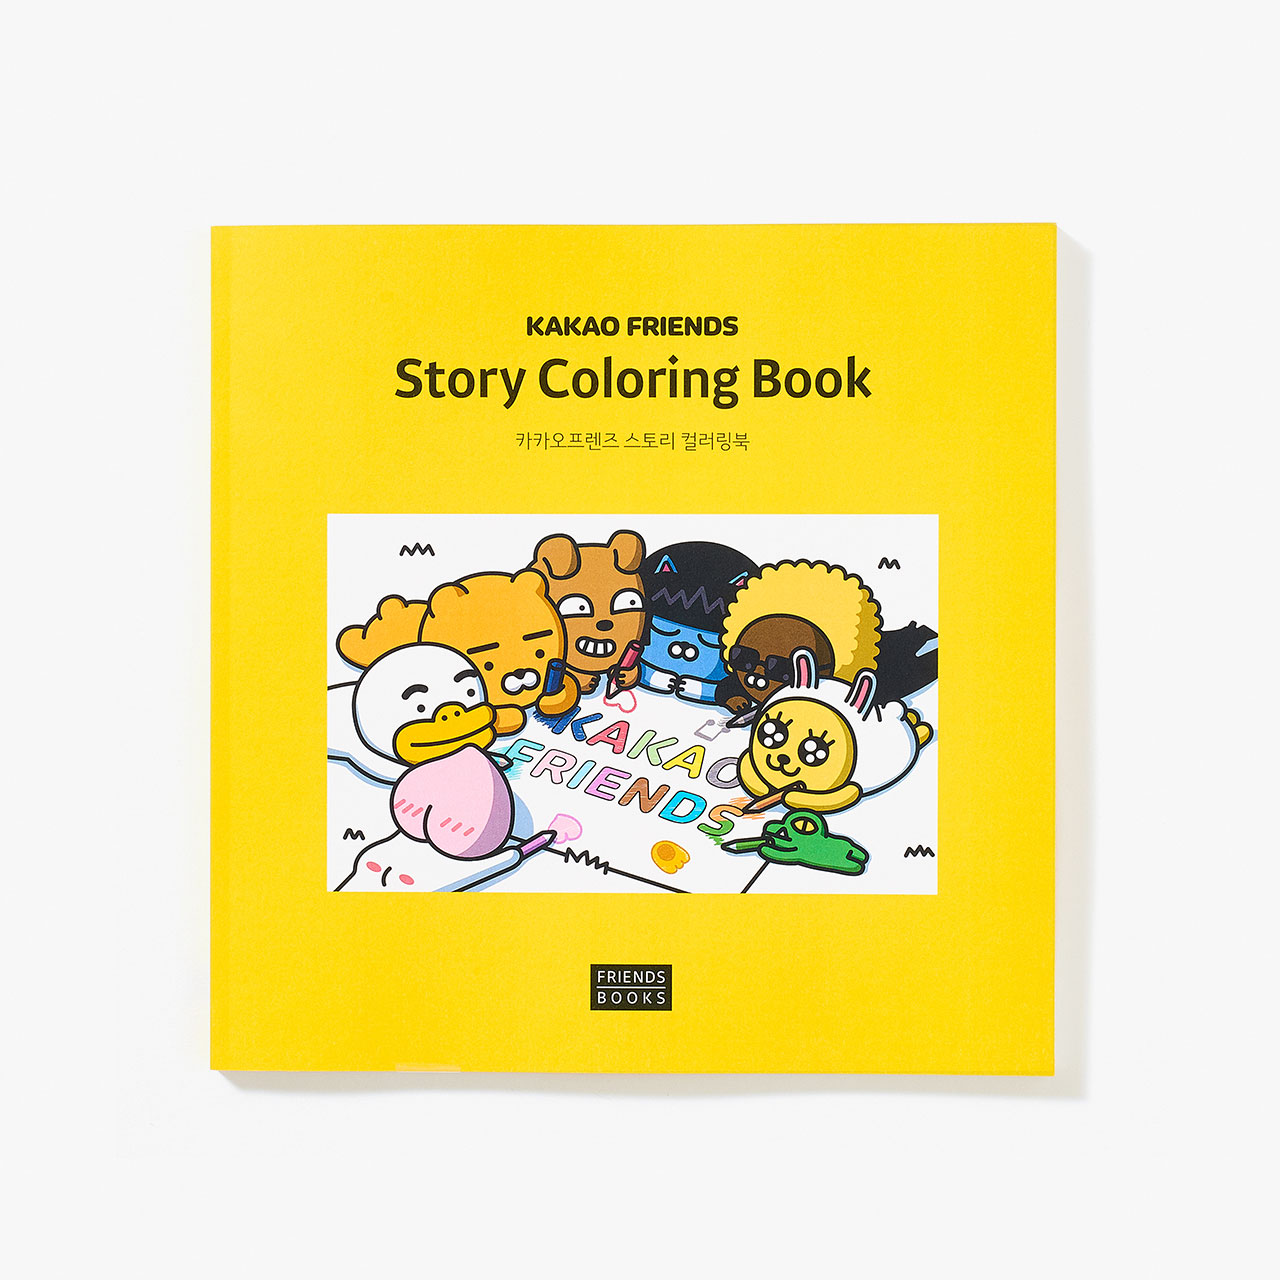 KAKAO FRIENDS
Story Coloring Book
카카오프렌즈 스토리 컬러링북
KAKAO
FRIENDS
FRIENDS
BOOKS